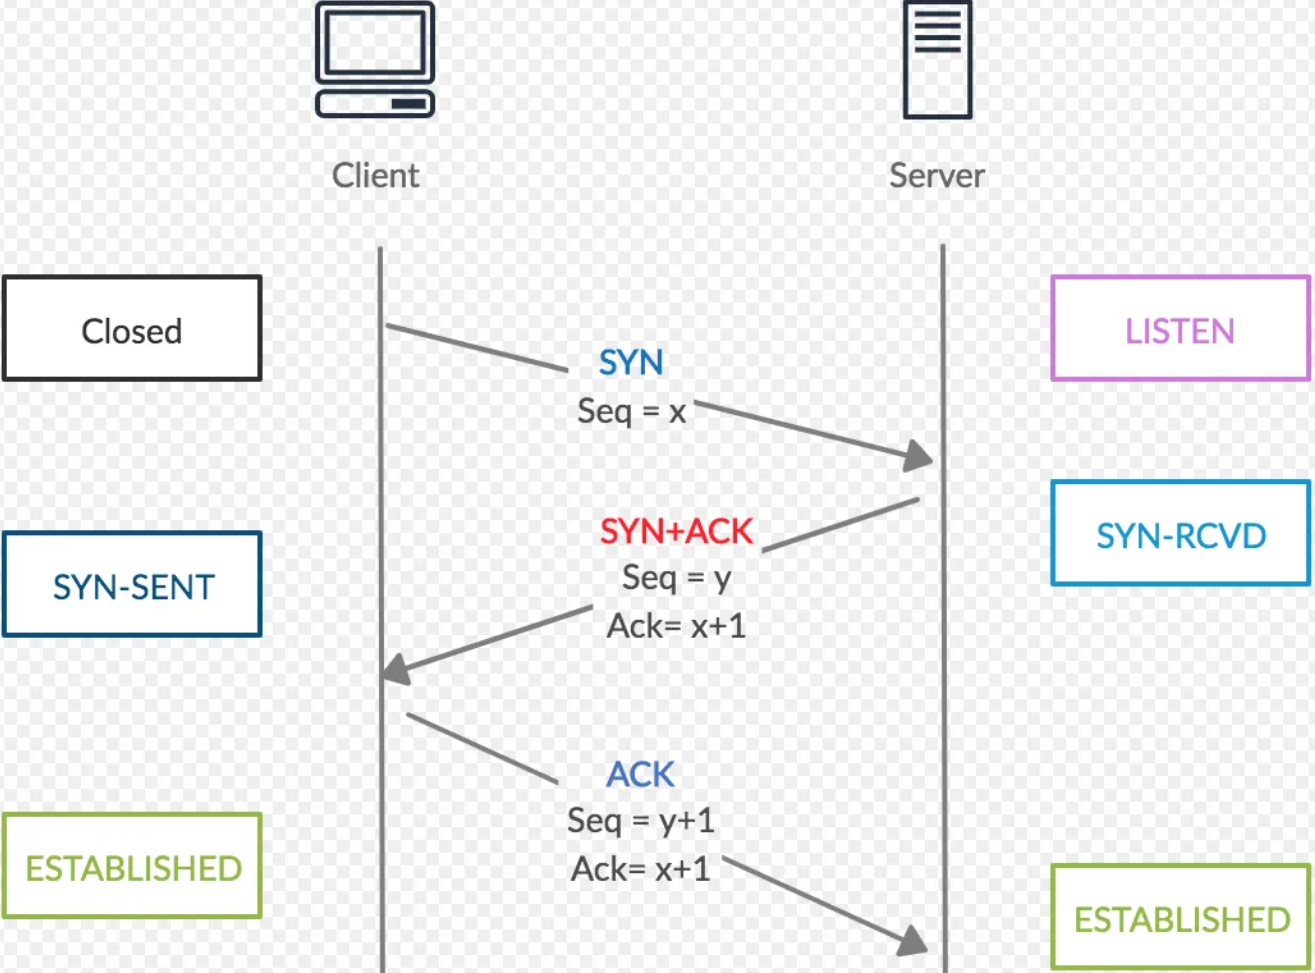 Client
Server
Closed
LISTEN
SYN
Seq = x
SYN-RCVD
SYN+ACK
Seq = y
Ack= x+1
SYN-SENT
ACK
Seq = y+1
Ack= x+1
ESTABLISHED
ESTABLISHED